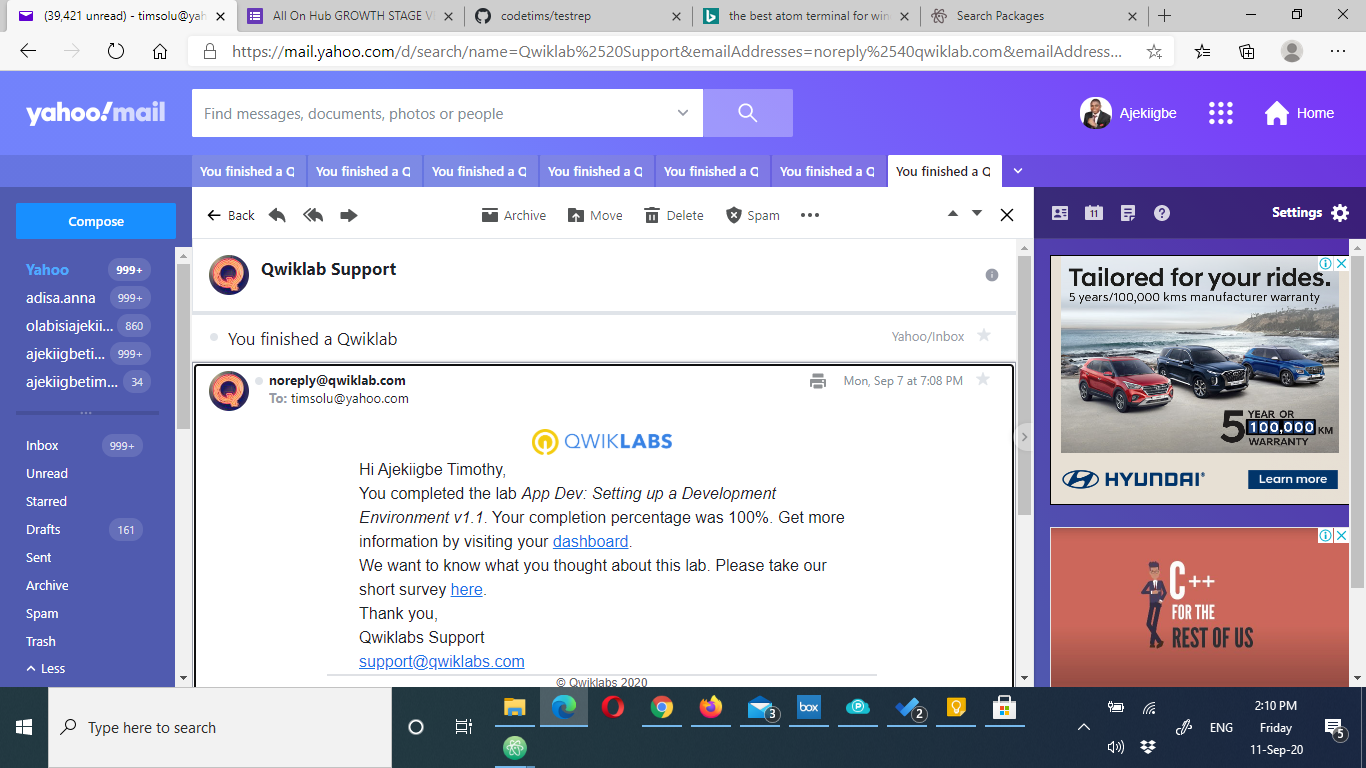 (39,421 unread) - timsolu@yah
All On Hub GROWTH STAGE V
codetims/testrep
the best atom terminal for win
Search Packages
https://mail.yahoo.com/d/search/name=Qwiklab%2520Support&emailAddresses=noreply%2540qwiklab.com&emailAddress...
yahoo!mail
Find messages, documents, photos or people
Ajekiigbe
Home
You finished a Q
You finished a Q
You finished a Q
You finished a Q
You finished a Q
You finished a Q
You finished a Q
Compose
Back
Archive
Move
Delete
Spam
11
Settings
Yahoo 999+
adisa.anna 999+
olabisiajekii... 860
ajekiigbeti... 999+
ajekiigbetim... 34
Inbox 999+
Unread
Starred
Drafts 161
Sent
Archive
Spam
Trash
Less
Qwiklab Support
You finished a Qwiklab
Yahoo/Inbox
noreply@qwiklab.com
Mon, Sep 7 at 7:08 PM
To: timsolu@yahoo.com
QWIKLABS
Hi Ajekiigbe Timothy,
You completed the lab App Dev: Setting up a Development
Environment v1.1. Your completion percentage was 100%. Get more
information by visiting your dashboard.
We want to know what you thought about this lab. Please take our
short survey here.
Thank you,
Qwiklabs Support
support@qwiklabs.com
© Qwiklabs 2020
Tailored for your rides.
5 years/100,000 kms manufacturer warranty
5 YEAR OR
100,000 KM
WARRANTY
HYUNDAI
Learn more
C++
FOR THE
REST OF US
Type here to search
3
box
2
ENG
2:10 PM
Friday
11-Sep-20
5